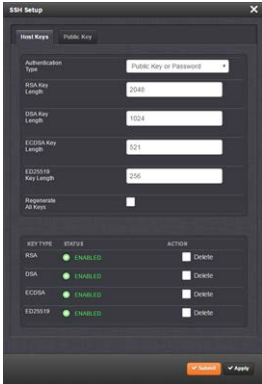 SSH Setup
Host Keys Public Key
Authentication
Type
Public Key or Password
RSA Key
Length
2048
DSA Key
Length
1024
ECDSA Key
Length
521
ED25519
Key Length
256
Regenerate
All Keys
KEY TYPE STATUS ACTION
RSA ENABLED Delete
DSA ENABLED Delete
ECDSA ENABLED Delete
ED25519 ENABLED Delete
Submit Apply